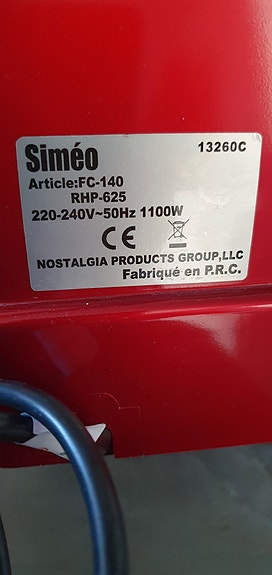 Siméo 13260C
Article:FC-140
RHP-625
220-240V~50Hz 1100W
CE
NOSTALGIA PRODUCTS GROUP,LLC
Fabriqué en P.R.C.